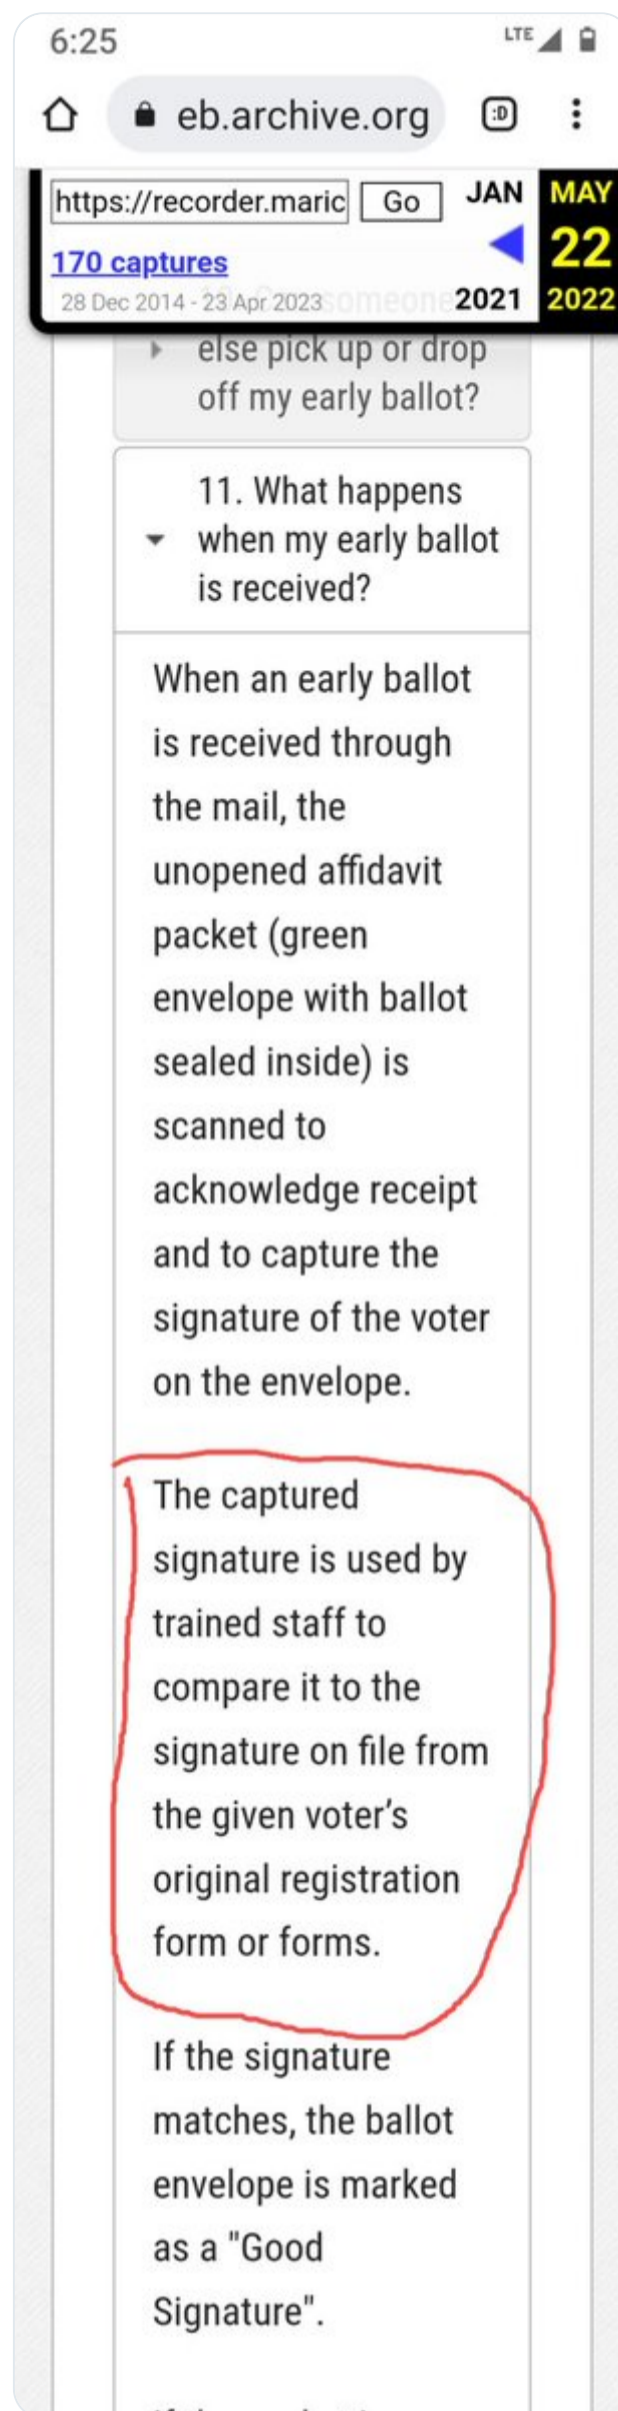 6:25
LTE
eb.archive.org
:D
https://recorder.maric
Go
JAN
MAY
170 captures
22
28 Dec 2014 - 23 Apr 2023
2021
2022
someone
else pick up or drop
off my early ballot?
11. What happens
when my early ballot
is received?
When an early ballot
is received through
the mail, the
unopened affidavit
packet (green
envelope with ballot
sealed inside) is
scanned to
acknowledge receipt
and to capture the
signature of the voter
on the envelope.
The captured
signature is used by
trained staff to
compare it to the
signature on file from
the given voter’s
original registration
form or forms.
If the signature
matches, the ballot
envelope is marked
as a "Good
Signature".